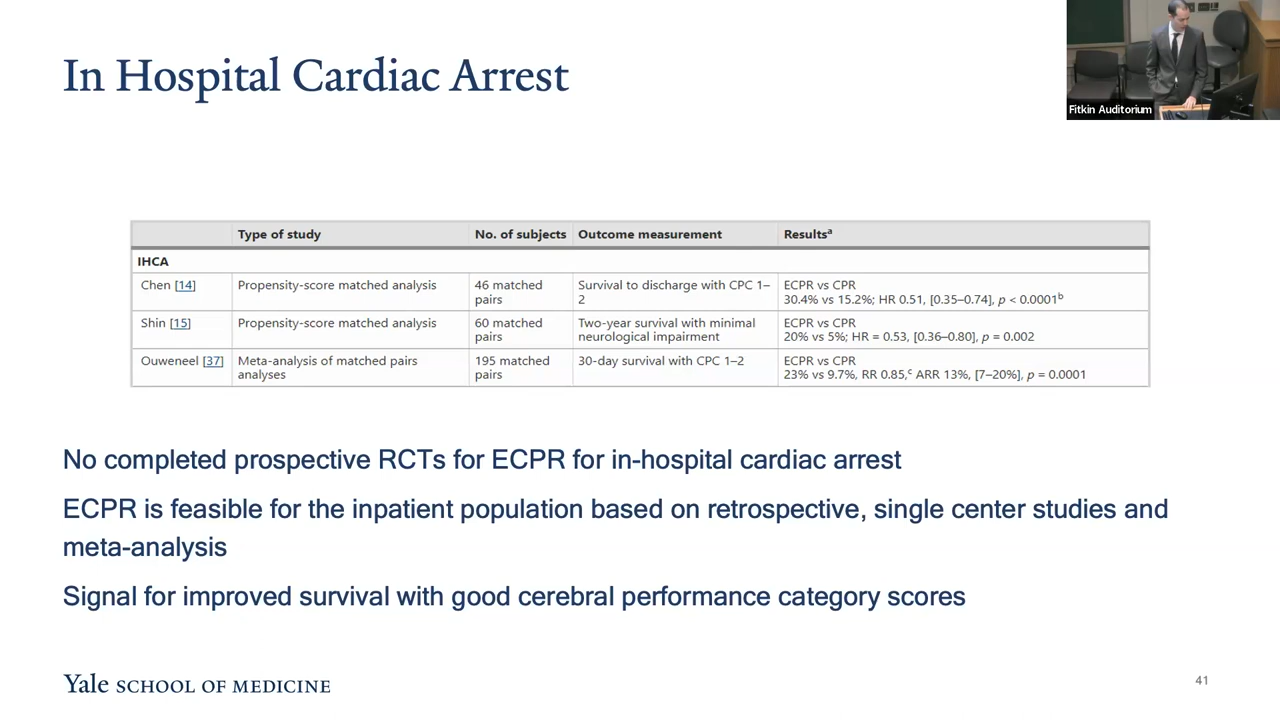 In Hospital Cardiac Arrest
Fitkin Auditorium
Type of study No. of subjects Outcome measurement Resultsᵃ
IHCA
Chen [14] Propensity-score matched analysis 46 matched pairs Survival to discharge with CPC 1–2 ECPR vs CPR
30.4% vs 15.2%; HR 0.51, [0.35–0.74], p < 0.0001ᵇ
Shin [15] Propensity-score matched analysis 60 matched pairs Two-year survival with minimal neurological impairment ECPR vs CPR
20% vs 5%; HR = 0.53, [0.36–0.80], p = 0.002
Ouweneel [37] Meta-analysis of matched pairs analyses 195 matched pairs 30-day survival with CPC 1–2 ECPR vs CPR
23% vs 9.7%, RR 0.85,ᶜ ARR 13%, [7–20%], p = 0.0001
No completed prospective RCTs for ECPR for in-hospital cardiac arrest
ECPR is feasible for the inpatient population based on retrospective, single center studies and
meta-analysis
Signal for improved survival with good cerebral performance category scores
Yale SCHOOL OF MEDICINE
41